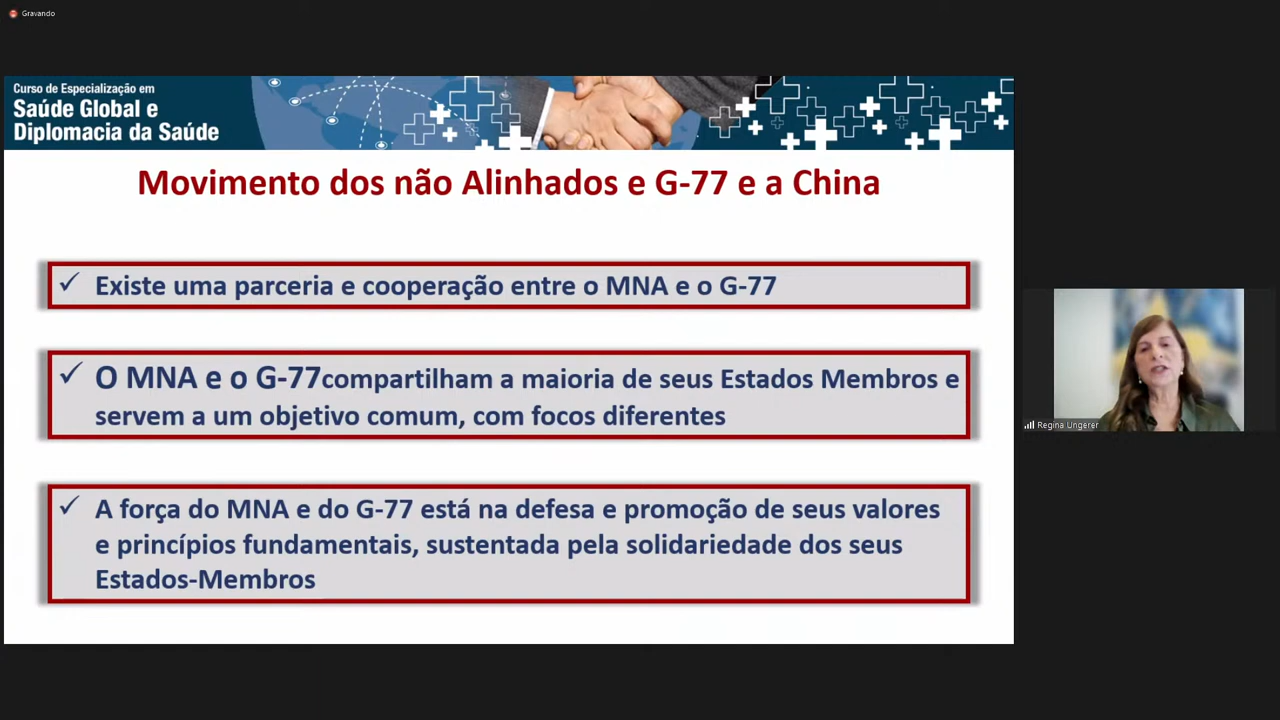 Gravando
Curso de Especialização em
Saúde Global e
Diplomacia da Saúde
Movimento dos não Alinhados e G-77 e a China
✓ Existe uma parceria e cooperação entre o MNA e o G-77
✓ O MNA e o G-77compartilham a maioria de seus Estados Membros e
servem a um objetivo comum, com focos diferentes
✓ A força do MNA e do G-77 está na defesa e promoção de seus valores
e princípios fundamentais, sustentada pela solidariedade dos seus
Estados-Membros
Regina Ungerer